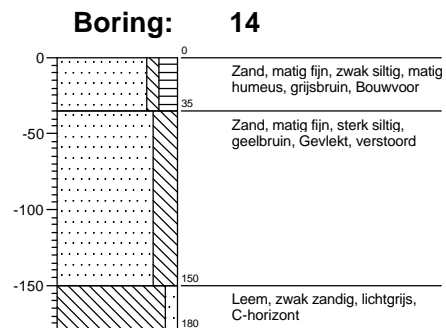 Boring: 14
0
0
Zand, matig fijn, zwak siltig, matig
humeus, grijsbruin, Bouwvoor
35
Zand, matig fijn, sterk siltig,
geelbruin, Gevlekt, verstoord
-50
-100
-150
150
Leem, zwak zandig, lichtgrijs,
C-horizont
180